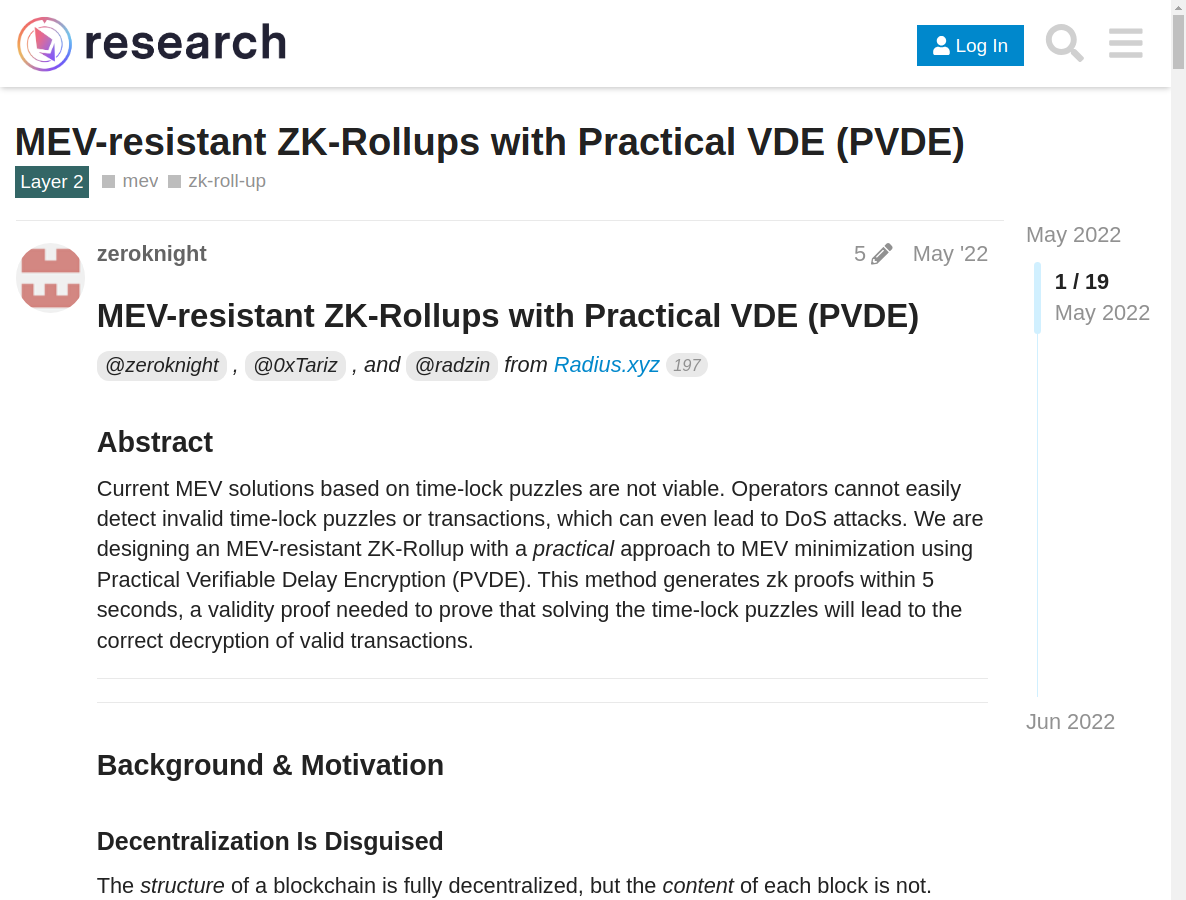 research
Log In
MEV-resistant ZK-Rollups with Practical VDE (PVDE)
Layer 2 mev zk-roll-up
May 2022
zeroknight 5 May '22
1 / 19
May 2022
MEV-resistant ZK-Rollups with Practical VDE (PVDE)
@zeroknight , @0xTariz , and @radzin from Radius.xyz 197
Abstract
Current MEV solutions based on time-lock puzzles are not viable. Operators cannot easily
detect invalid time-lock puzzles or transactions, which can even lead to DoS attacks. We are
designing an MEV-resistant ZK-Rollup with a practical approach to MEV minimization using
Practical Verifiable Delay Encryption (PVDE). This method generates zk proofs within 5
seconds, a validity proof needed to prove that solving the time-lock puzzles will lead to the
correct decryption of valid transactions.
Jun 2022
Background & Motivation
Decentralization Is Disguised
The structure of a blockchain is fully decentralized, but the content of each block is not.